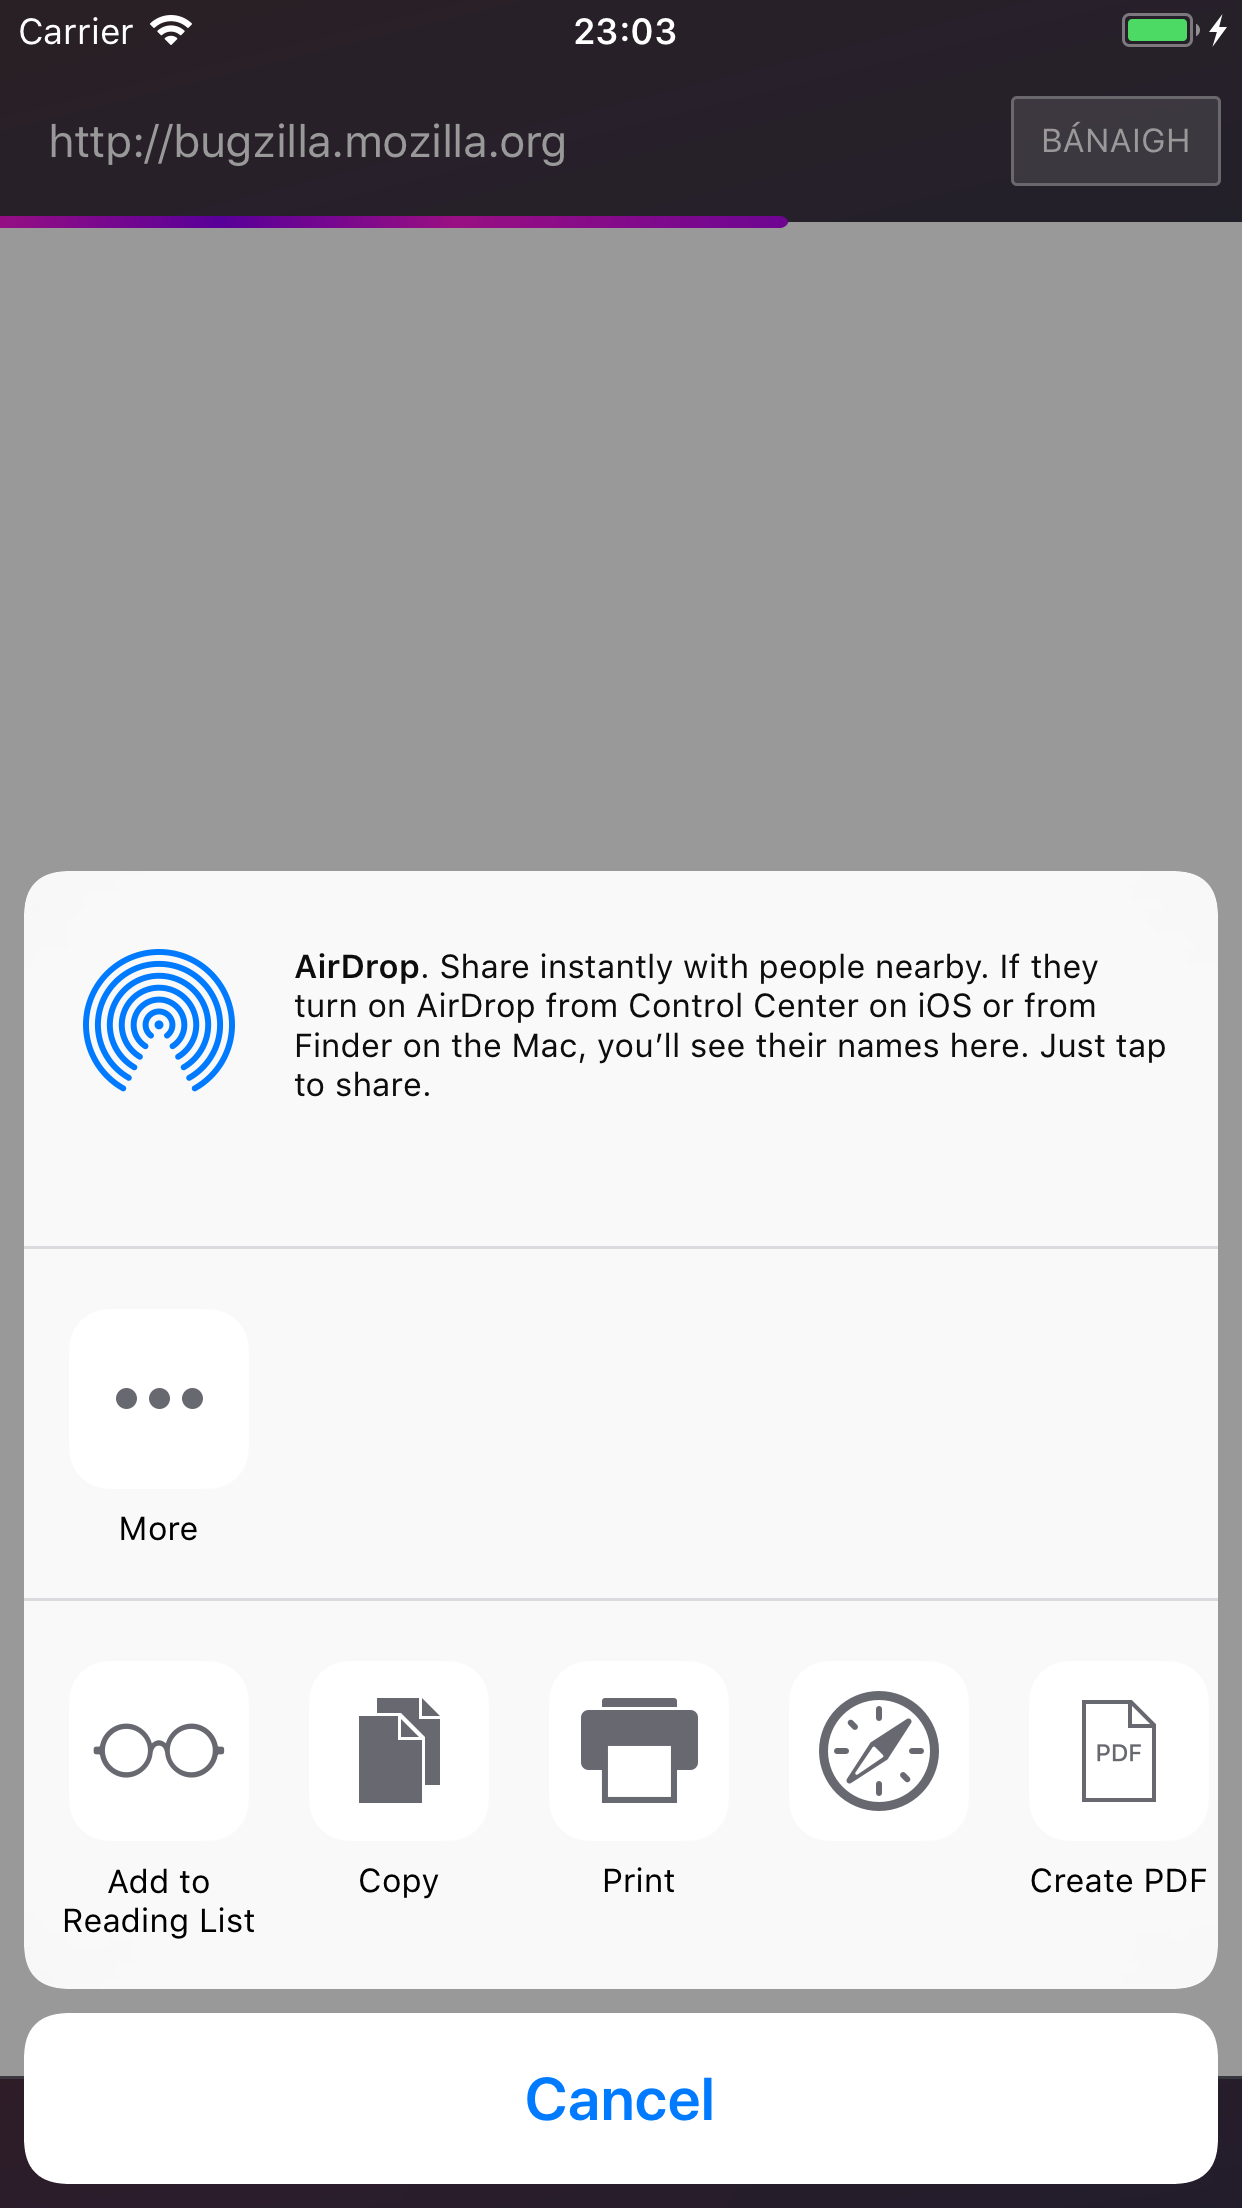 Carrier 23:03
http://bugzilla.mozilla.org BÁNAIGH
AirDrop. Share instantly with people nearby. If they
turn on AirDrop from Control Center on iOS or from
Finder on the Mac, you’ll see their names here. Just tap
to share.
More
PDF
Add to
Reading List
Copy
Print
Create PDF
Cancel